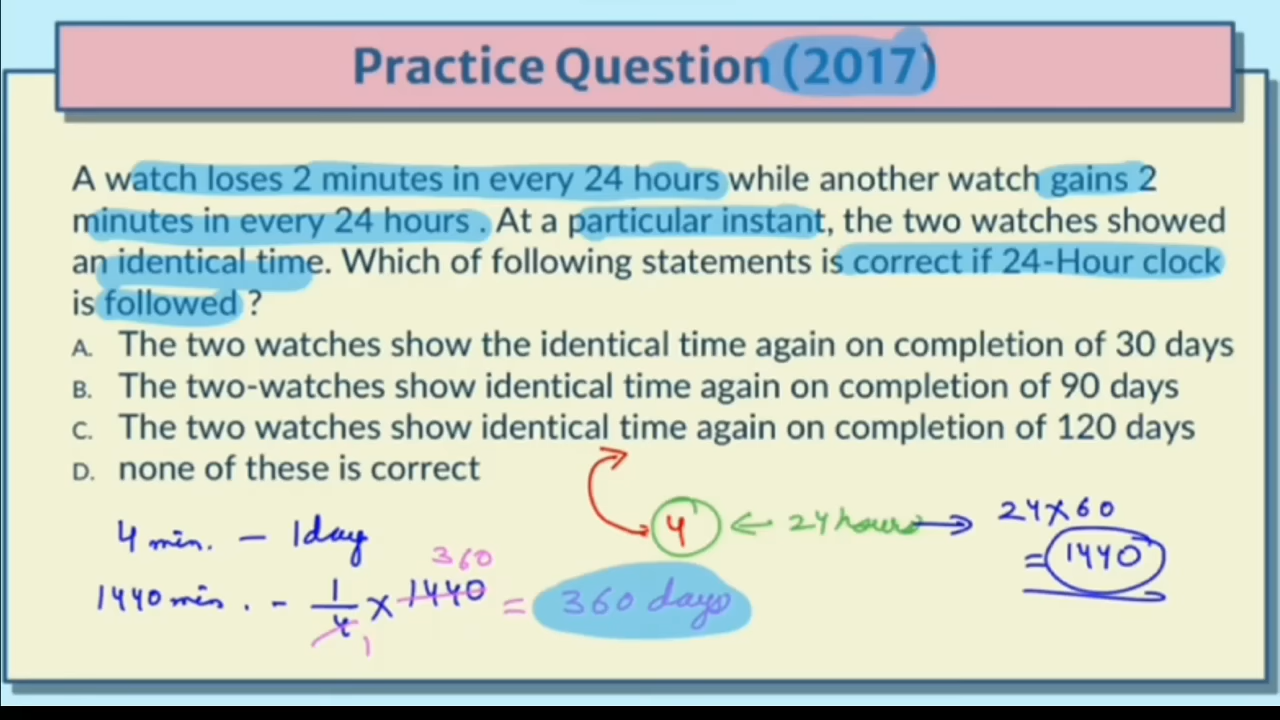 Practice Question (2017)
A watch loses 2 minutes in every 24 hours while another watch gains 2
minutes in every 24 hours . At a particular instant, the two watches showed
an identical time. Which of following statements is correct if 24-Hour clock
is followed ?
A. The two watches show the identical time again on completion of 30 days
B. The two-watches show identical time again on completion of 90 days
C. The two watches show identical time again on completion of 120 days
D. none of these is correct
4 min. - 1day
4' ← 24 hours → 24×60
= 1440'
360
1440 min. - 1/4 × 1440 = 360 days
1